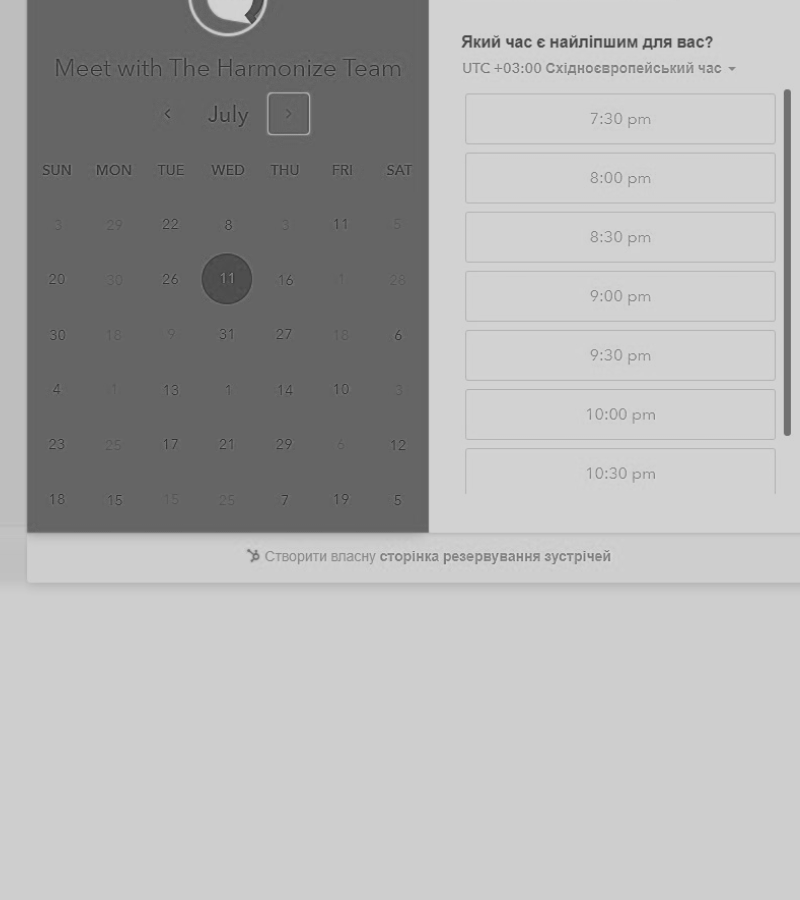 Meet with The Harmonize Team
July
SUN MON TUE WED THU FRI SAT
3 29 22 8 3 11 5
20 30 26 11 16 1 28
30 18 9 31 27 18 6
4 1 13 1 14 10 3
23 25 17 21 29 6 12
18 15 15 25 7 19 5
Який час є найліпшим для вас?
UTC +03:00 Східноєвропейський час
7:30 pm
8:00 pm
8:30 pm
9:00 pm
9:30 pm
10:00 pm
10:30 pm
Створити власну сторінка резервування зустрічей